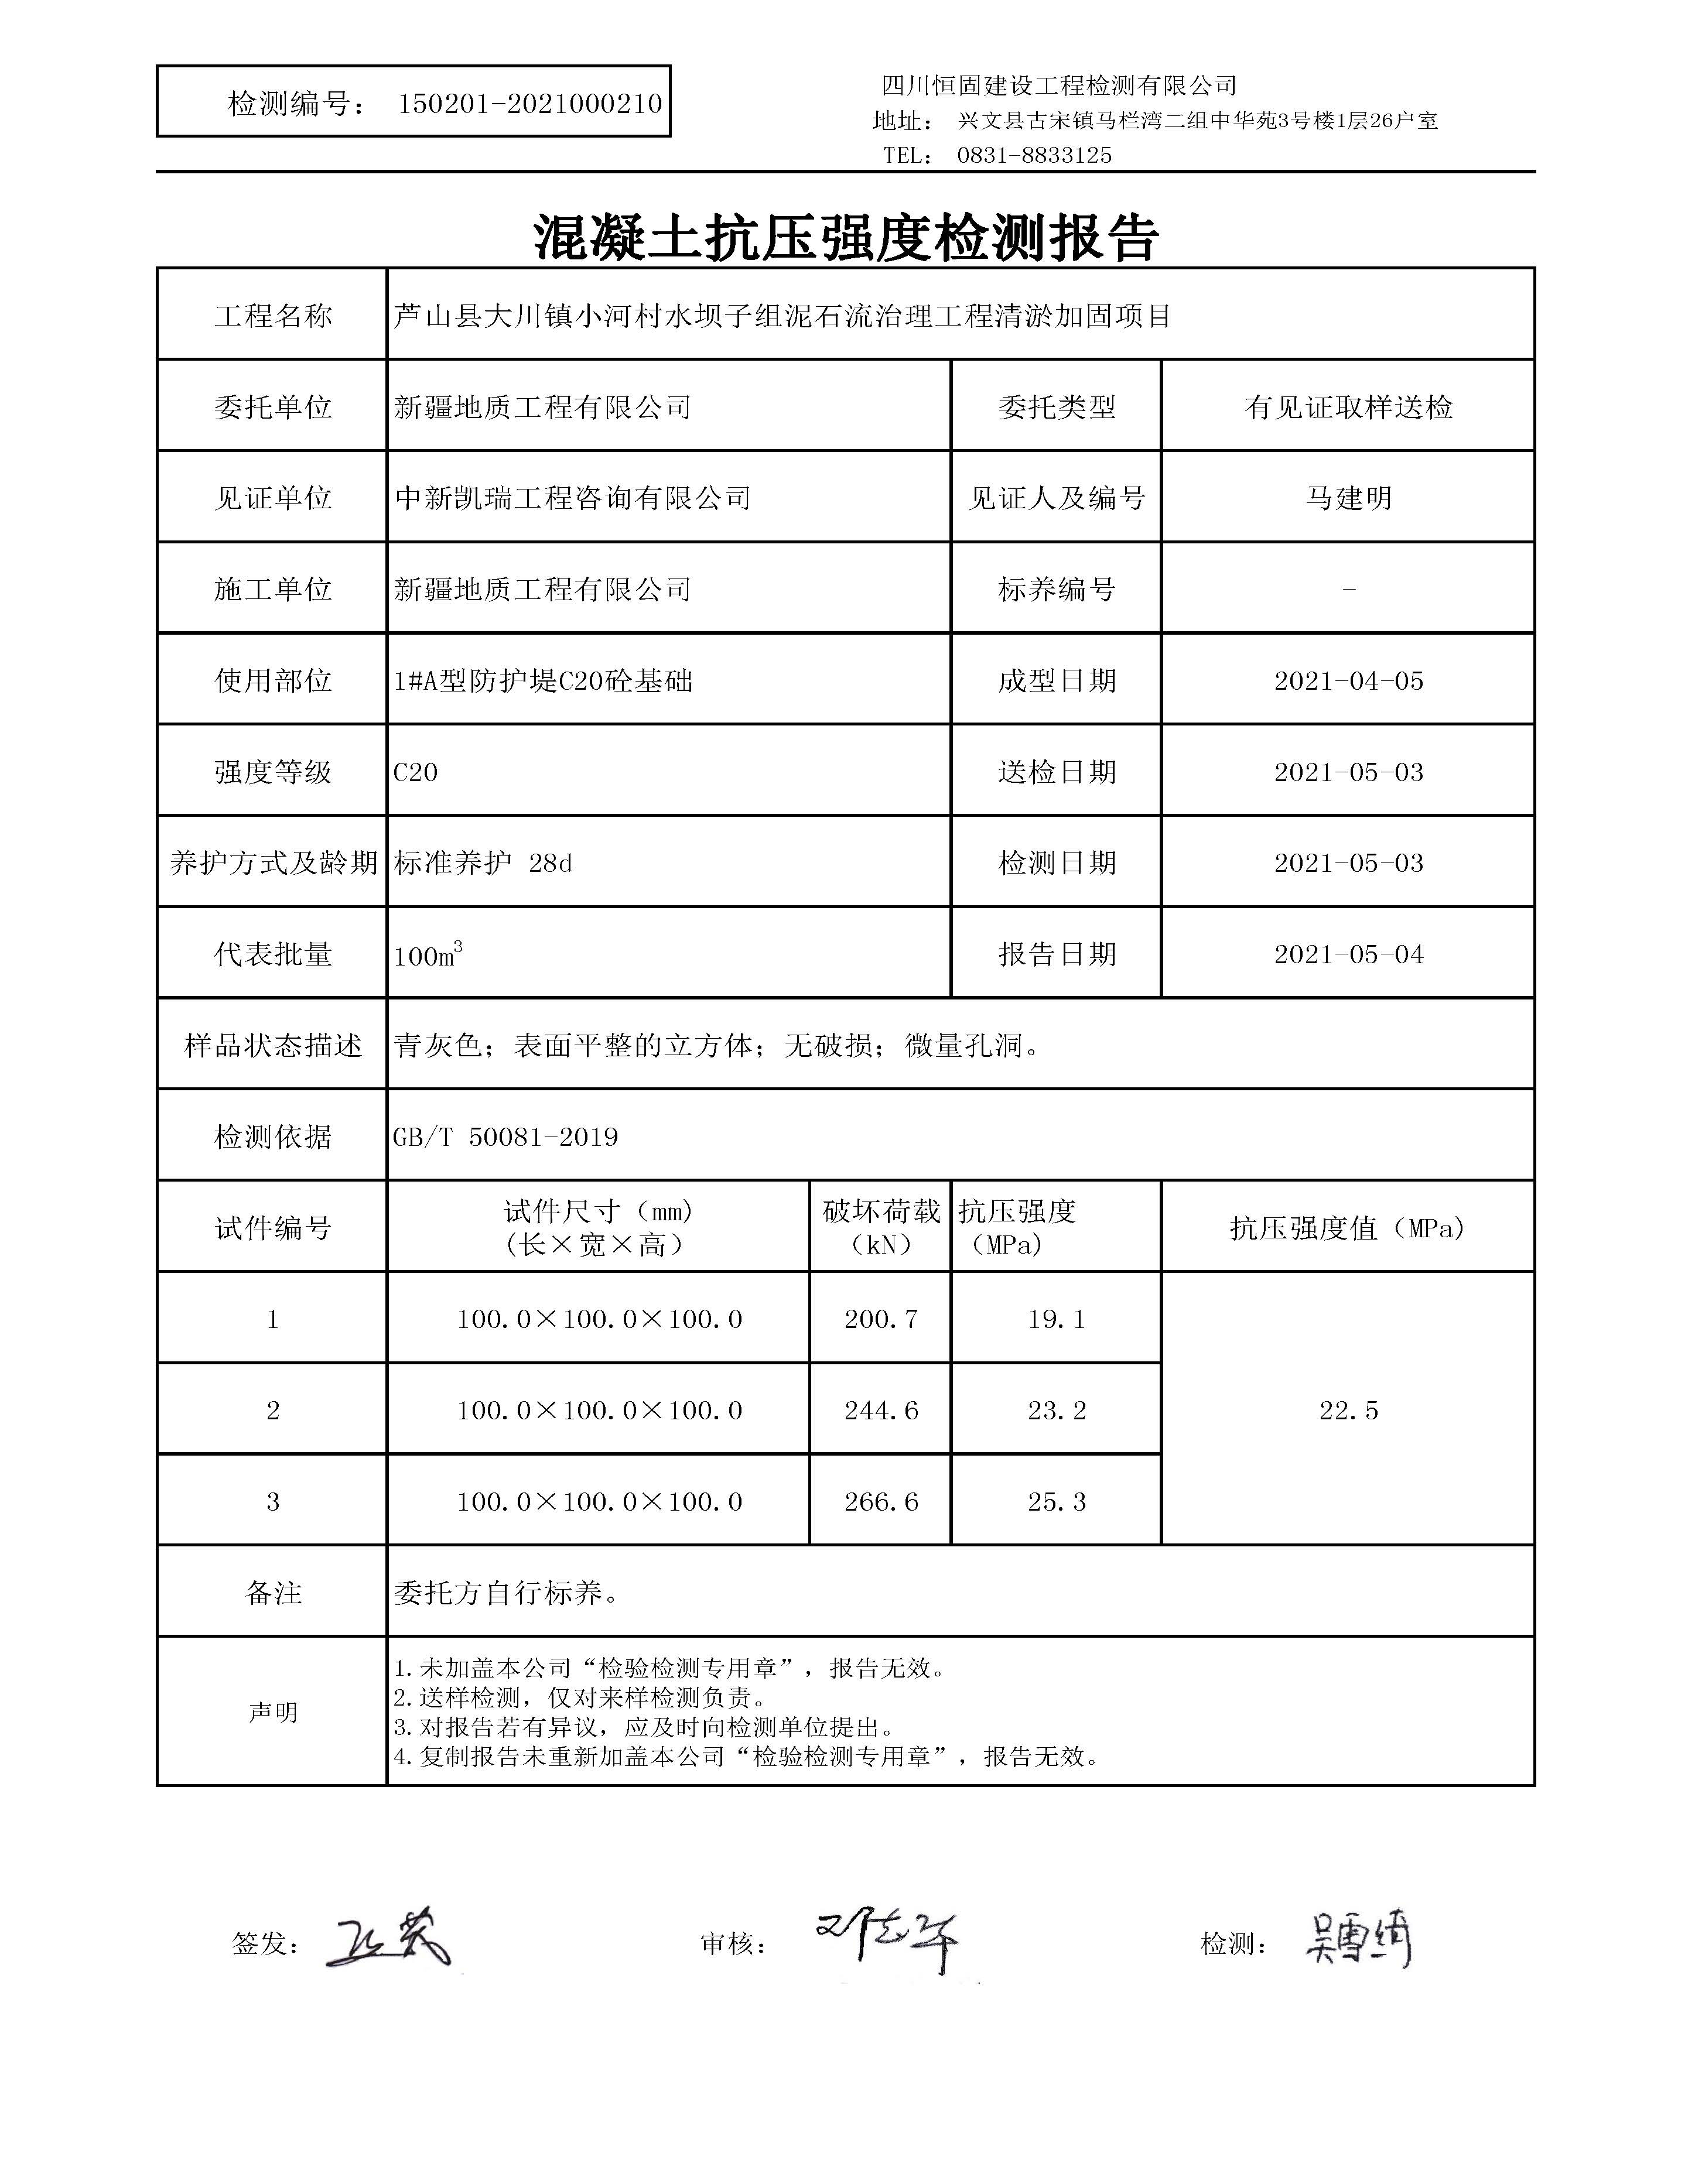 检测编号： 150201-2021000210
四川恒固建设工程检测有限公司
地址： 兴文县古宋镇马栏湾二组中华苑3号楼1层26户室
TEL： 0831-8833125
混凝土抗压强度检测报告
工程名称 芦山县大川镇小河村水坝子组泥石流治理工程清淤加固项目
委托单位 新疆地质工程有限公司 委托类型 有见证取样送检
见证单位 中新凯瑞工程咨询有限公司 见证人及编号 马建明
施工单位 新疆地质工程有限公司 标养编号 -
使用部位 1#A型防护堤C20砼基础 成型日期 2021-04-05
强度等级 C20 送检日期 2021-05-03
养护方式及龄期 标准养护 28d 检测日期 2021-05-03
代表批量 100m³ 报告日期 2021-05-04
样品状态描述 青灰色；表面平整的立方体；无破损；微量孔洞。
检测依据 GB/T 50081-2019
试件编号 试件尺寸（mm) (长×宽×高） 破坏荷载（kN） 抗压强度（MPa) 抗压强度值（MPa)
1 100.0×100.0×100.0 200.7 19.1
2 100.0×100.0×100.0 244.6 23.2 22.5
3 100.0×100.0×100.0 266.6 25.3
备注 委托方自行标养。
声明
1.未加盖本公司“检验检测专用章”，报告无效。
2.送样检测，仅对来样检测负责。
3.对报告若有异议，应及时向检测单位提出。
4.复制报告未重新加盖本公司“检验检测专用章”，报告无效。
签发： 审核： 邓志华 检测： 吴雪绮